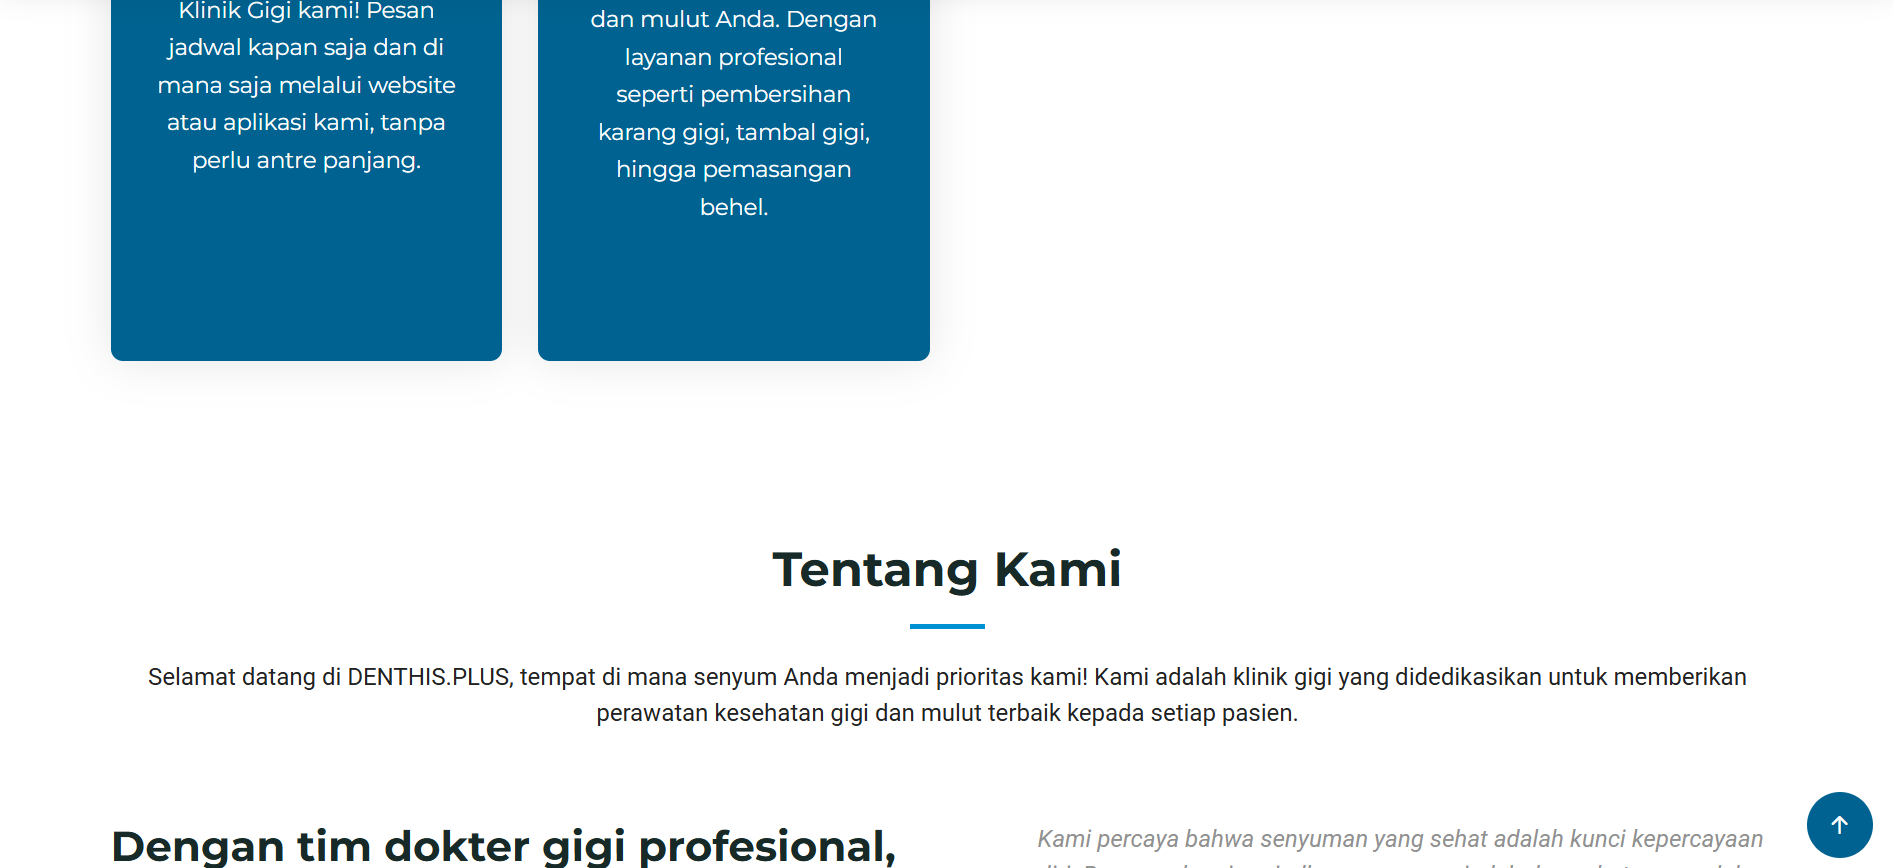 Klinik Gigi kami! Pesan
jadwal kapan saja dan di
mana saja melalui website
atau aplikasi kami, tanpa
perlu antre panjang.
dan mulut Anda. Dengan
layanan profesional
seperti pembersihan
karang gigi, tambal gigi,
hingga pemasangan
behel.
Tentang Kami
Selamat datang di DENTHIS.PLUS, tempat di mana senyum Anda menjadi prioritas kami! Kami adalah klinik gigi yang didedikasikan untuk memberikan
perawatan kesehatan gigi dan mulut terbaik kepada setiap pasien.
Dengan tim dokter gigi profesional,
Kami percaya bahwa senyuman yang sehat adalah kunci kepercayaan